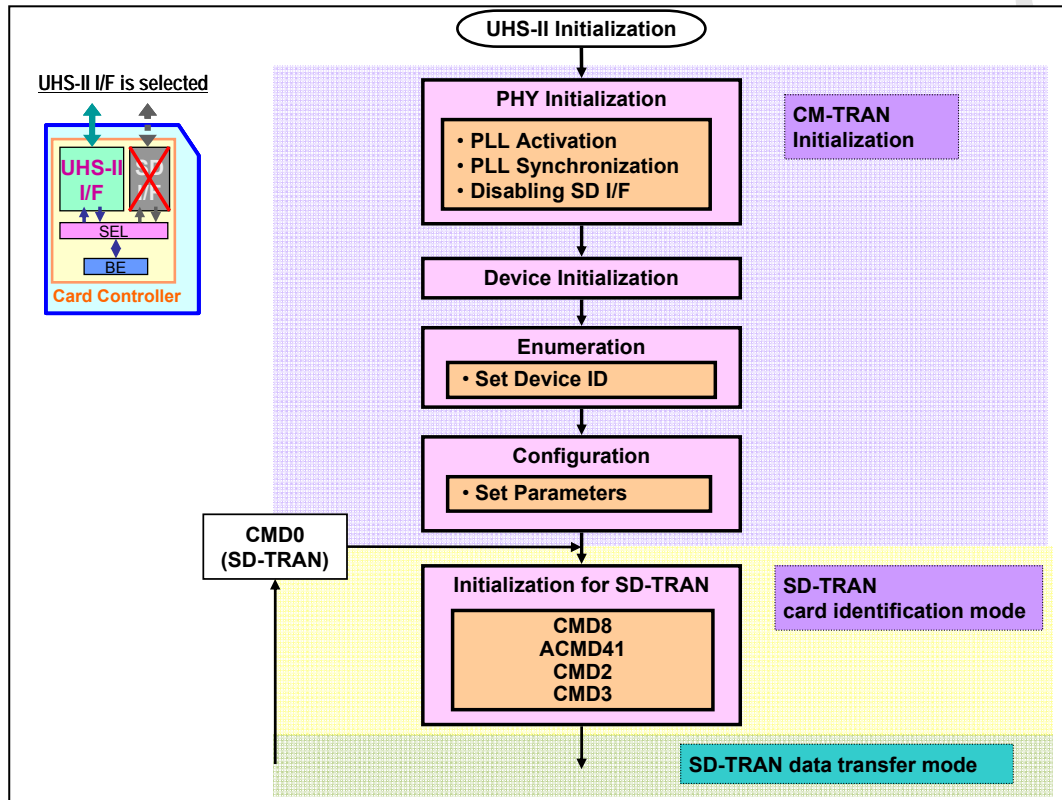 UHS-II Initialization
UHS-II I/F is selected
UHS-II
I/F
SD
I/F
SEL
BE
Card Controller
PHY Initialization
• PLL Activation
• PLL Synchronization
• Disabling SD I/F
CM-TRAN
Initialization
Device Initialization
Enumeration
• Set Device ID
Configuration
• Set Parameters
CMD0
(SD-TRAN)
Initialization for SD-TRAN
CMD8
ACMD41
CMD2
CMD3
SD-TRAN
card identification mode
SD-TRAN data transfer mode